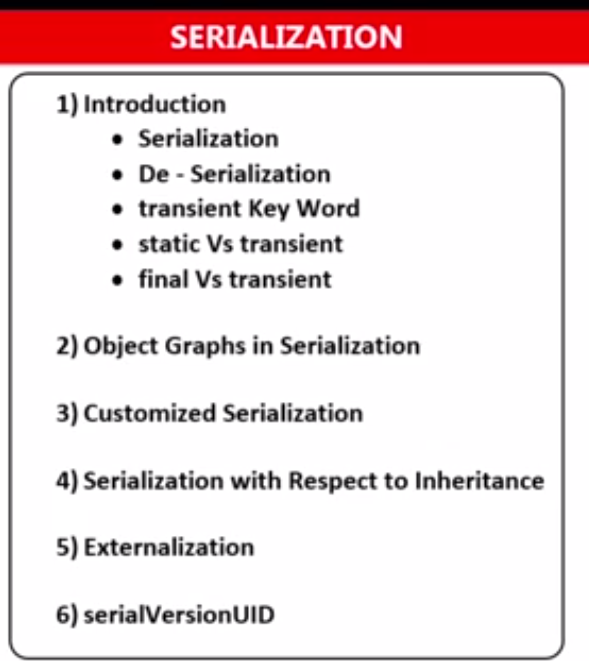 SERIALIZATION
1) Introduction
• Serialization
• De - Serialization
• transient Key Word
• static Vs transient
• final Vs transient
2) Object Graphs in Serialization
3) Customized Serialization
4) Serialization with Respect to Inheritance
5) Externalization
6) serialVersionUID